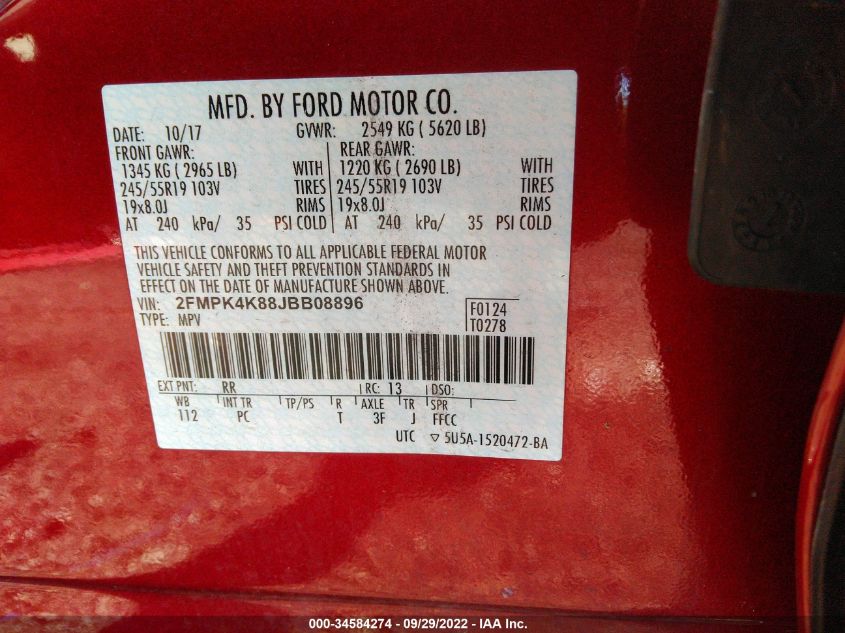 MFD. BY FORD MOTOR CO.
DATE: 10/17 GVWR: 2549 KG ( 5620 LB)
FRONT GAWR: REAR GAWR:
1345 KG ( 2965 LB) WITH 1220 KG ( 2690 LB) WITH
245/55R19 103V TIRES 245/55R19 103V TIRES
19x8.0J RIMS 19x8.0J RIMS
AT 240 kPa/ 35 PSI COLD AT 240 kPa/ 35 PSI COLD
THIS VEHICLE CONFORMS TO ALL APPLICABLE FEDERAL MOTOR
VEHICLE SAFETY AND THEFT PREVENTION STANDARDS IN
EFFECT ON THE DATE OF MANUFACTURE SHOWN ABOVE.
VIN: 2FMPK4K88JBB08896 F0124
TYPE: MPV T0278
EXT PNT: RR RC: 13 DSO:
WB INT TR TP/PS R AXLE TR SPR
112 PC T 3F J FFCC
UTC ▽ 5U5A-1520472-BA
000-34584274 - 09/29/2022 - IAA Inc.